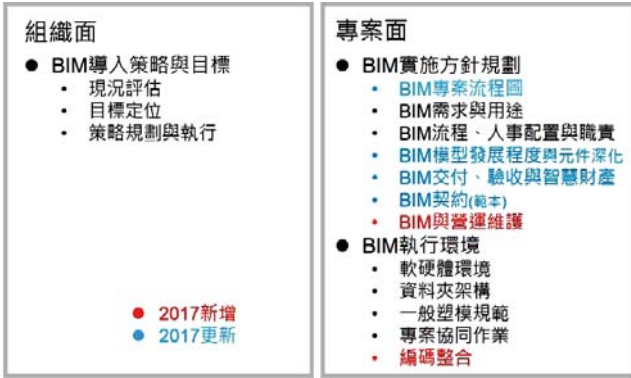 組織面
● BIM導入策略與目標
• 現況評估
• 目標定位
• 策略規劃與執行
● 2017新增
● 2017更新
專案面
● BIM實施方針規劃
• BIM專案流程圖
• BIM需求與用途
• BIM流程、人事配置與職責
• BIM模型發展程度與元件深化
• BIM交付、驗收與智慧財產
• BIM契約(範本)
• BIM與營運維護
● BIM執行環境
• 軟硬體環境
• 資料夾架構
• 一般塑模規範
• 專案協同作業
• 編碼整合